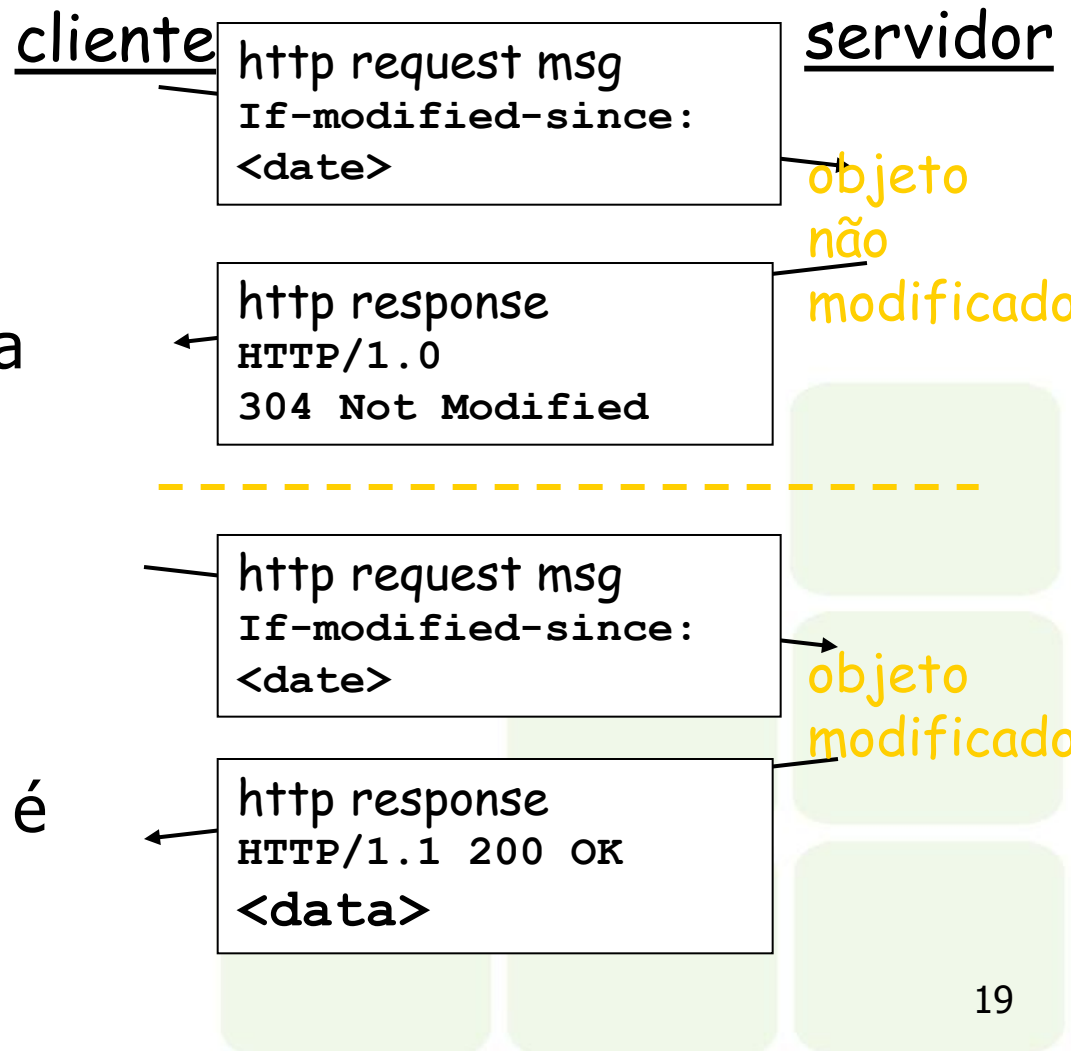 cliente
servidor
http request msg
If-modified-since:
<date>
objeto
não
modificado
http response
HTTP/1.0
304 Not Modified
a
http request msg
If-modified-since:
<date>
objeto
modificado
http response
HTTP/1.1 200 OK
<data>
é
19